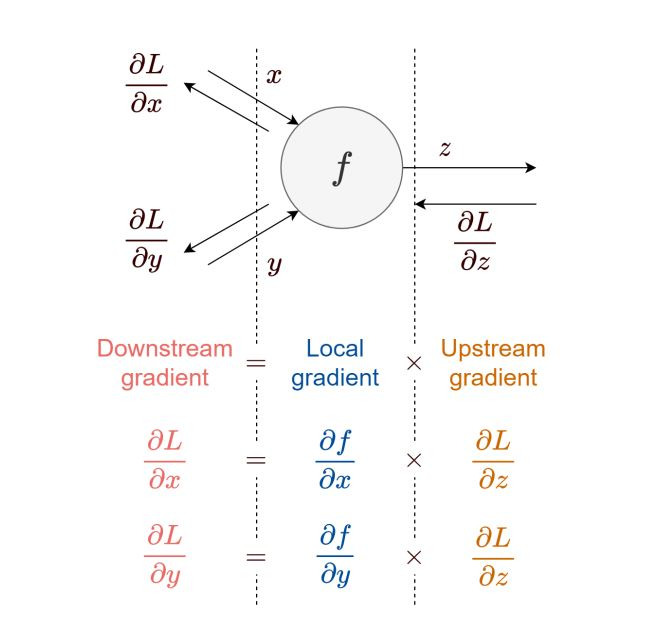 ∂L/∂x
x
f
z
∂L/∂y
y
∂L/∂z
Downstream gradient = Local gradient × Upstream gradient
∂L/∂x = ∂f/∂x × ∂L/∂z
∂L/∂y = ∂f/∂y × ∂L/∂z